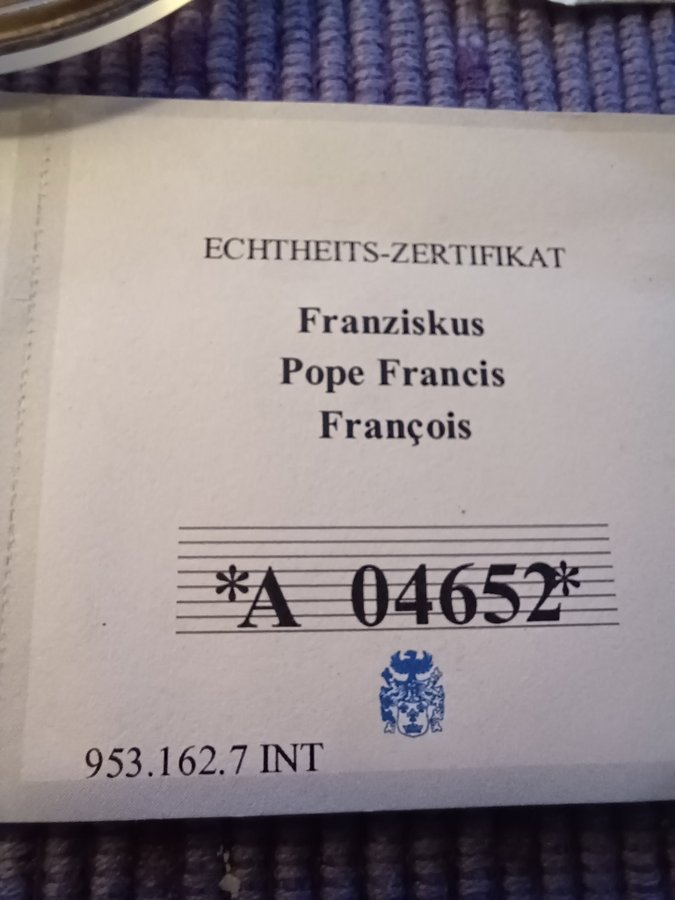 ECHTHEITS-ZERTIFIKAT
Franziskus
Pope Francis
François
*A 04652*
953.162.7 INT